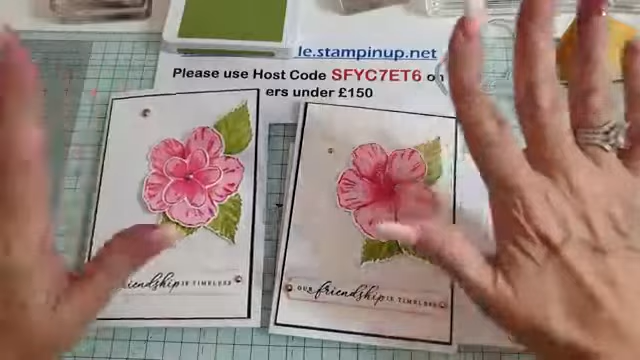 le.stampinup.net
Please use Host Code SFYC7ET6 on
ers under £150
friendship IS TIMELESS
OUR friendship IS TIMELESS